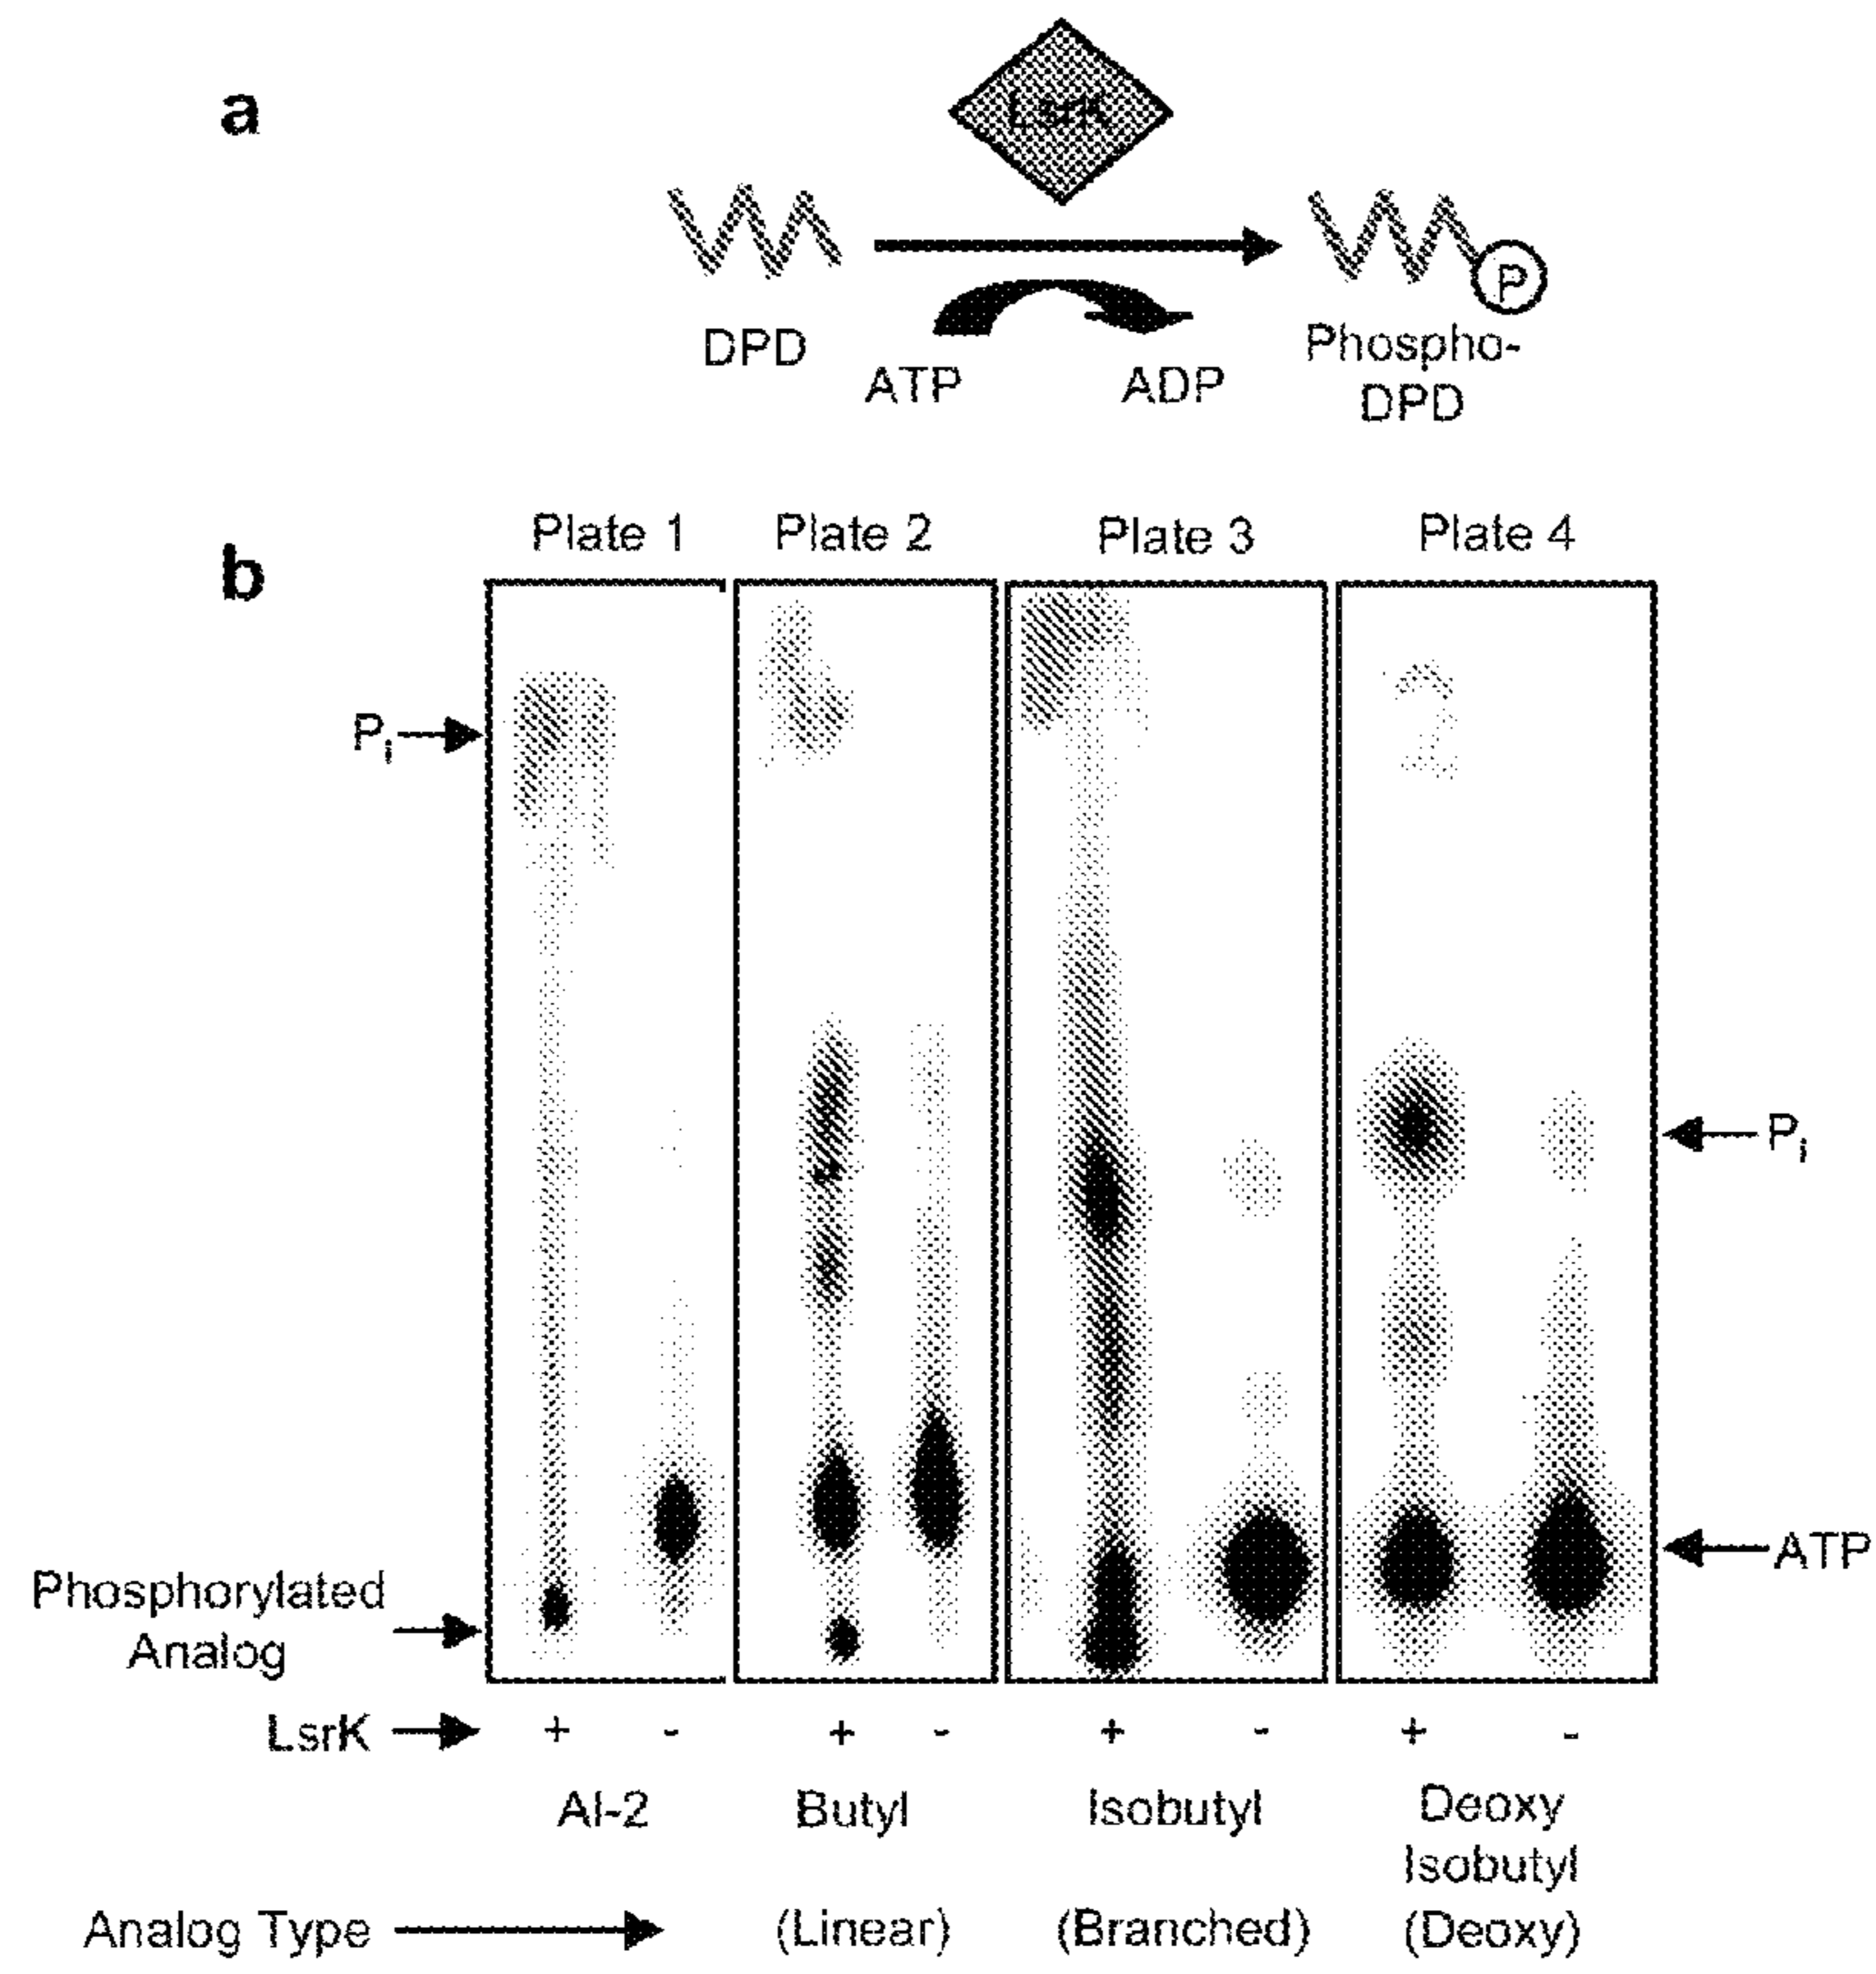 a
LsrK
DPD
ATP
ADP
Phospho-
DPD
P
b
Plate 1
Plate 2
Plate 3
Plate 4
Pi
Pi
ATP
Phosphorylated
Analog
LsrK + - + - + - + -
AI-2
Butyl
Isobutyl
Deoxy
Isobutyl
Analog Type
(Linear)
(Branched)
(Deoxy)